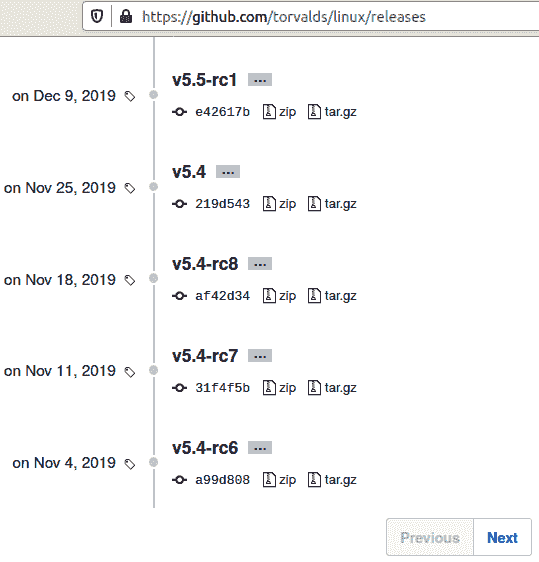 https://github.com/torvalds/linux/releases
v5.5-rc1 ...
on Dec 9, 2019
e42617b zip tar.gz
v5.4 ...
on Nov 25, 2019
219d543 zip tar.gz
v5.4-rc8 ...
on Nov 18, 2019
af42d34 zip tar.gz
v5.4-rc7 ...
on Nov 11, 2019
31f4f5b zip tar.gz
v5.4-rc6 ...
on Nov 4, 2019
a99d808 zip tar.gz
Previous Next